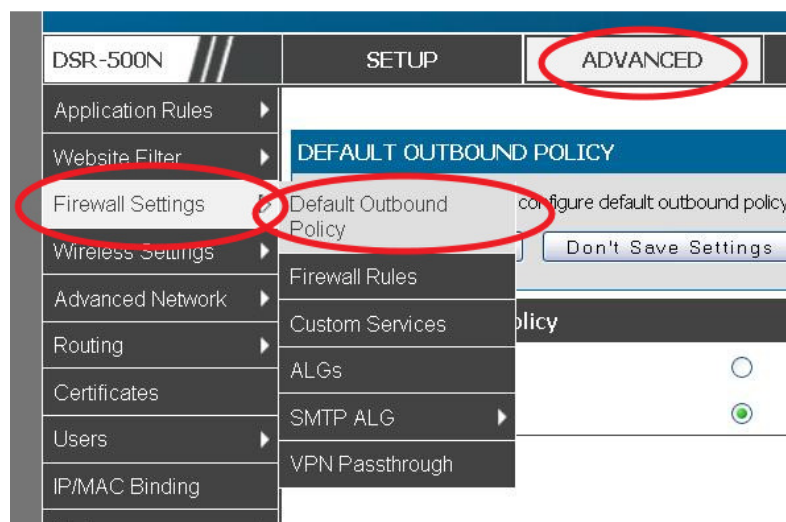 DSR-500N
SETUP
ADVANCED
Application Rules
Website Filter
Firewall Settings
Wireless Settings
Advanced Network
Routing
Certificates
Users
IP/MAC Binding
DEFAULT OUTBOUND POLICY
configure default outbound policy
Don't Save Settings
Default Outbound
Policy
Firewall Rules
Custom Services
ALGs
SMTP ALG
VPN Passthrough